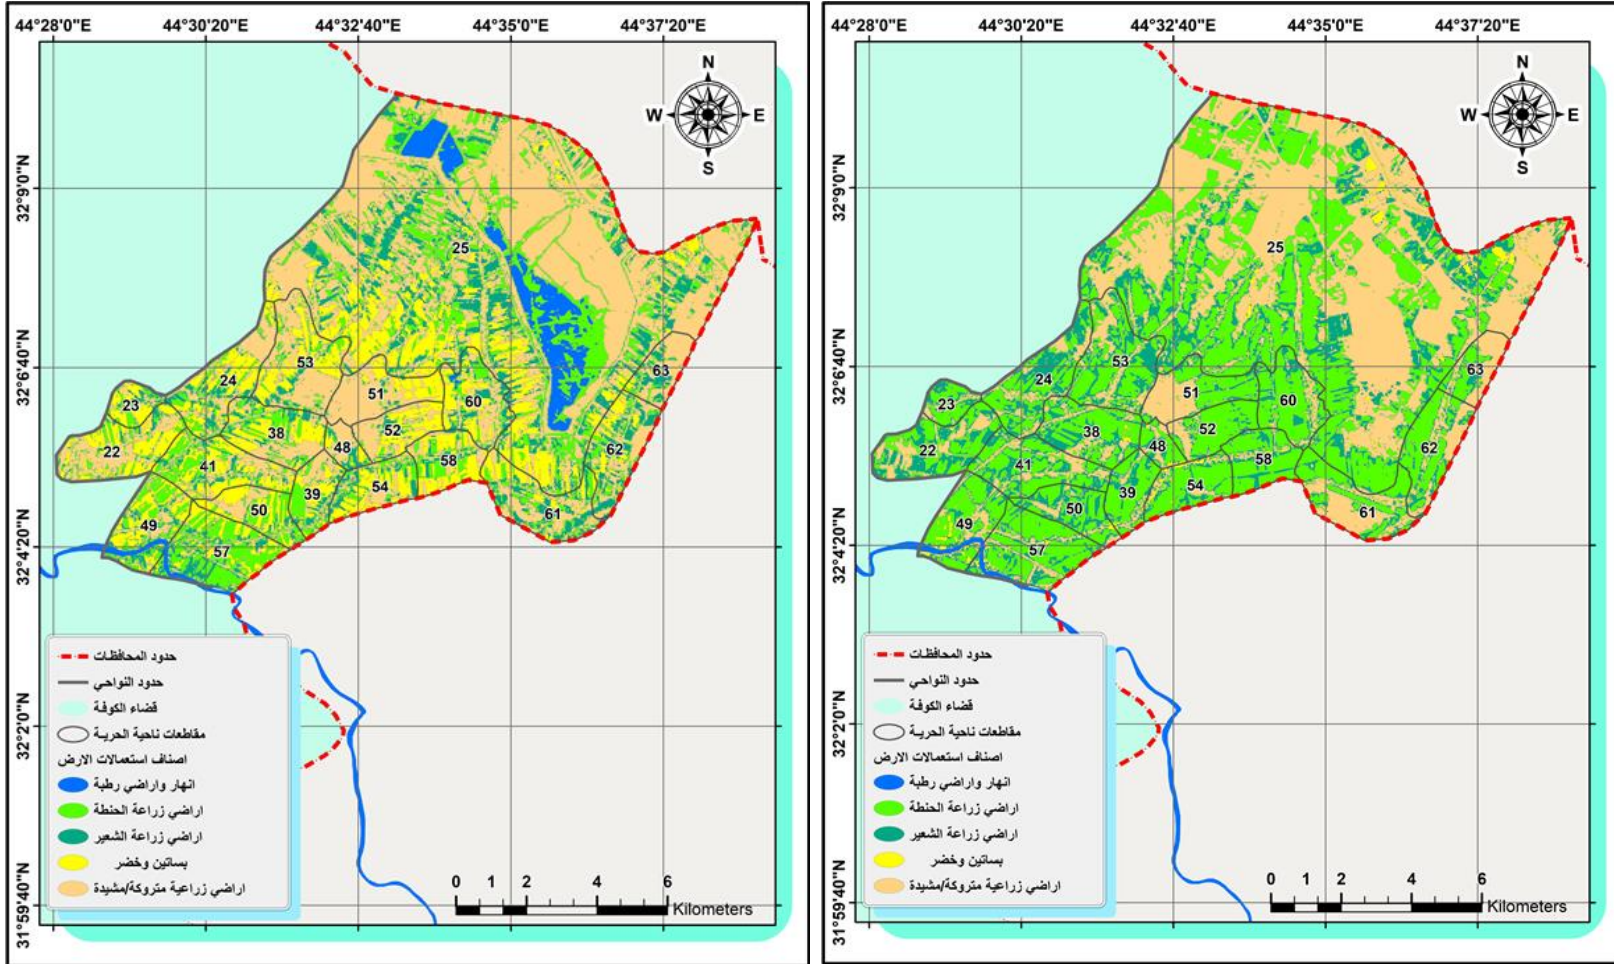 44°28'0"E 44°30'20"E 44°32'40"E 44°35'0"E 44°37'20"E
N
W E
S
32°9'0"N
32°6'40"N
32°4'20"N
32°2'0"N
31°59'40"N
25
53
24
63
23
51
60
38
52
22
48
62
41
58
39
54
50
61
49
57
حدود المحافظات
حدود النواحي
قضاء الكوفة
مقاطعات ناحية الحرية
اصناف استعمالات الارض
انهار واراضي رطبة
اراضي زراعة الحنطة
اراضي زراعة الشعير
بساتين وخضر
اراضي زراعية متروكة/مشيدة
0 1 2 4 6
Kilometers
44°28'0"E 44°30'20"E 44°32'40"E 44°35'0"E 44°37'20"E
N
W E
S
32°9'0"N
32°6'40"N
32°4'20"N
32°2'0"N
31°59'40"N
25
53
63
24
51
23
60
38
52
48
62
22
58
41
39
54
50
61
49
57
حدود المحافظات
حدود النواحي
قضاء الكوفة
مقاطعات ناحية الحرية
اصناف استعمالات الارض
انهار واراضي رطبة
اراضي زراعة الحنطة
اراضي زراعة الشعير
بساتين وخضر
اراضي زراعية متروكة/مشيدة
0 1 2 4 6
Kilometers